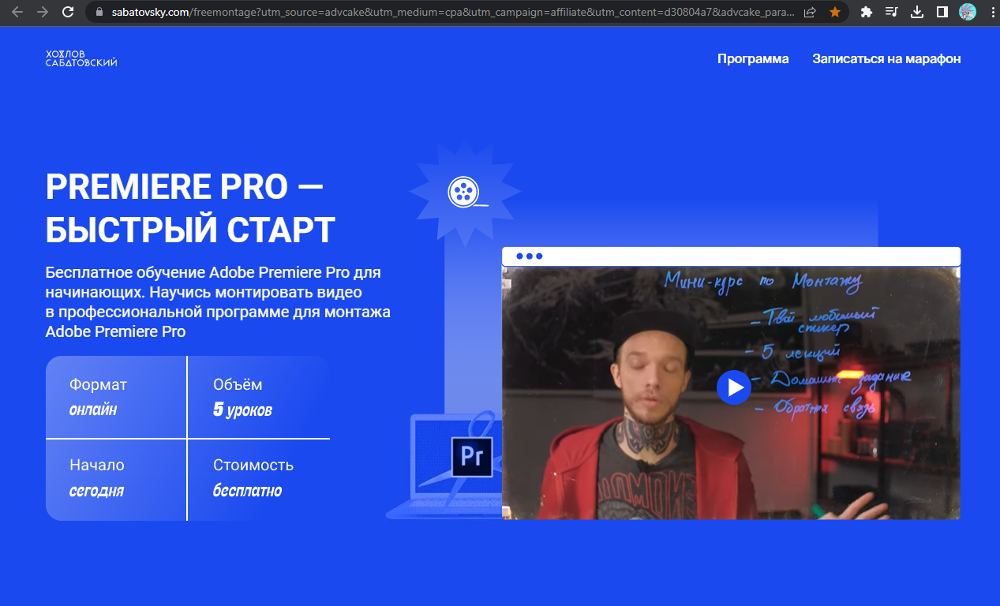 sabatovsky.com/freemontage?utm_source=advcake&utm_medium=cpa&utm_campaign=affiliate&utm_content=d30804a7&advcake_para...
ХОХЛОВ
САБАТОВСКИЙ
Программа
Записаться на марафон
PREMIERE PRO —
БЫСТРЫЙ СТАРТ
Бесплатное обучение Adobe Premiere Pro для
начинающих. Научись монтировать видео
в профессиональной программе для монтажа
Adobe Premiere Pro
Формат
онлайн
Объём
5 уроков
Начало
сегодня
Стоимость
бесплатно
Pr
Мини-курс по Монтажу
– Твой любимый
спикер
– 5 лекций
– Домашние задание
– Обратная связь